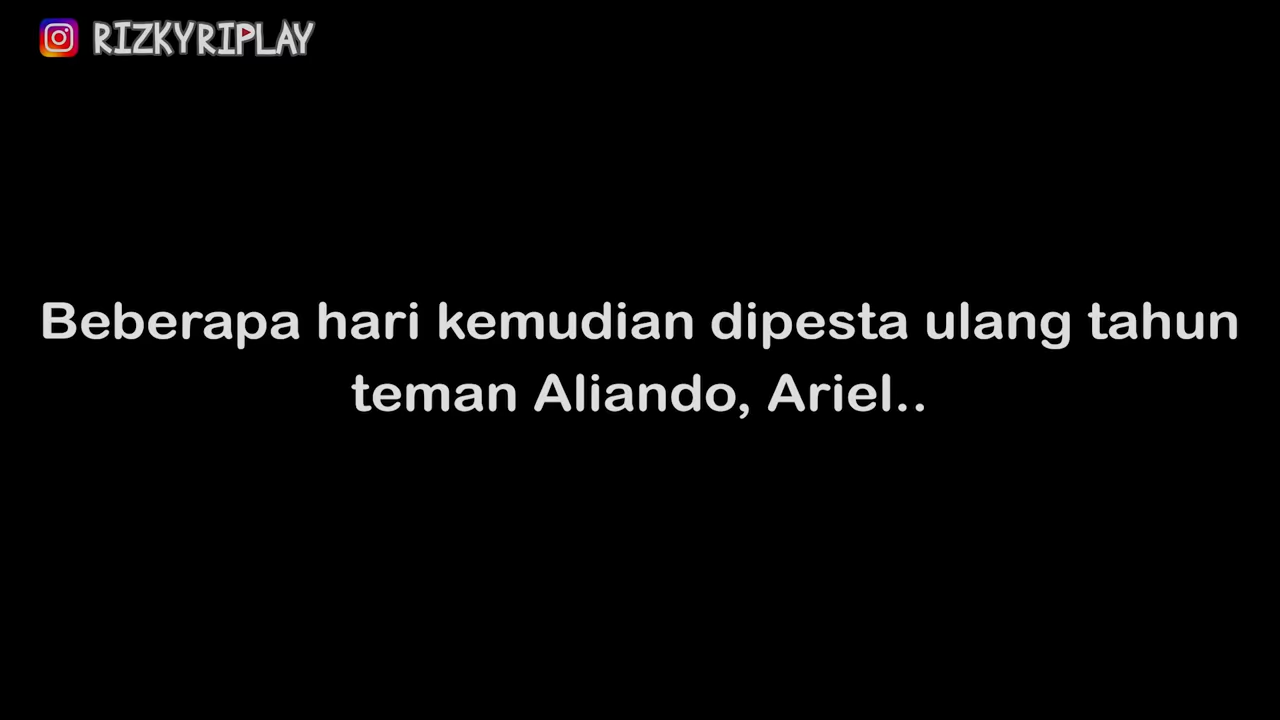 RIZKYRIPLAY
Beberapa hari kemudian dipesta ulang tahun
teman Aliando, Ariel..